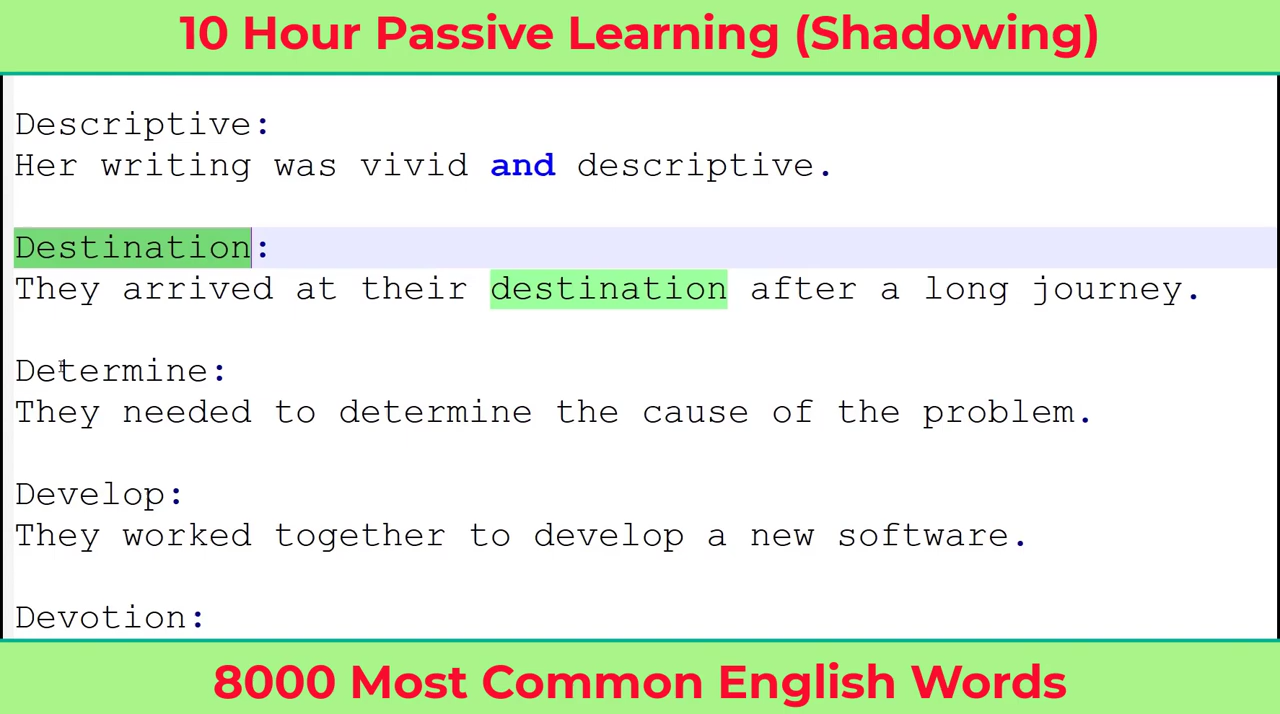 10 Hour Passive Learning (Shadowing)
Descriptive:
Her writing was vivid and descriptive.
Destination:
They arrived at their destination after a long journey.
Determine:
They needed to determine the cause of the problem.
Develop:
They worked together to develop a new software.
Devotion:
8000 Most Common English Words